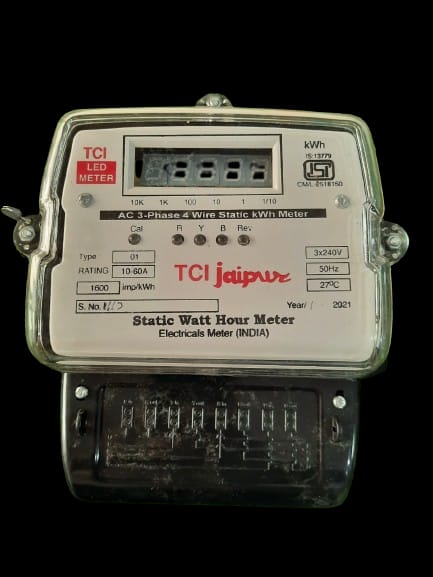 TCI
LED
METER
kWh
IS:13779
ISI
CM/L-2518150
10K 1K 100 10 1 1/10
AC 3-Phase 4 Wire Static kWh Meter
Cal R Y B Rev
Type 01
3x240V
RATING 10-60A
TCI jaipur
50Hz
1600 imp/kWh
27°C
S. No.
Year/ 2021
Static Watt Hour Meter
Electricals Meter (INDIA)